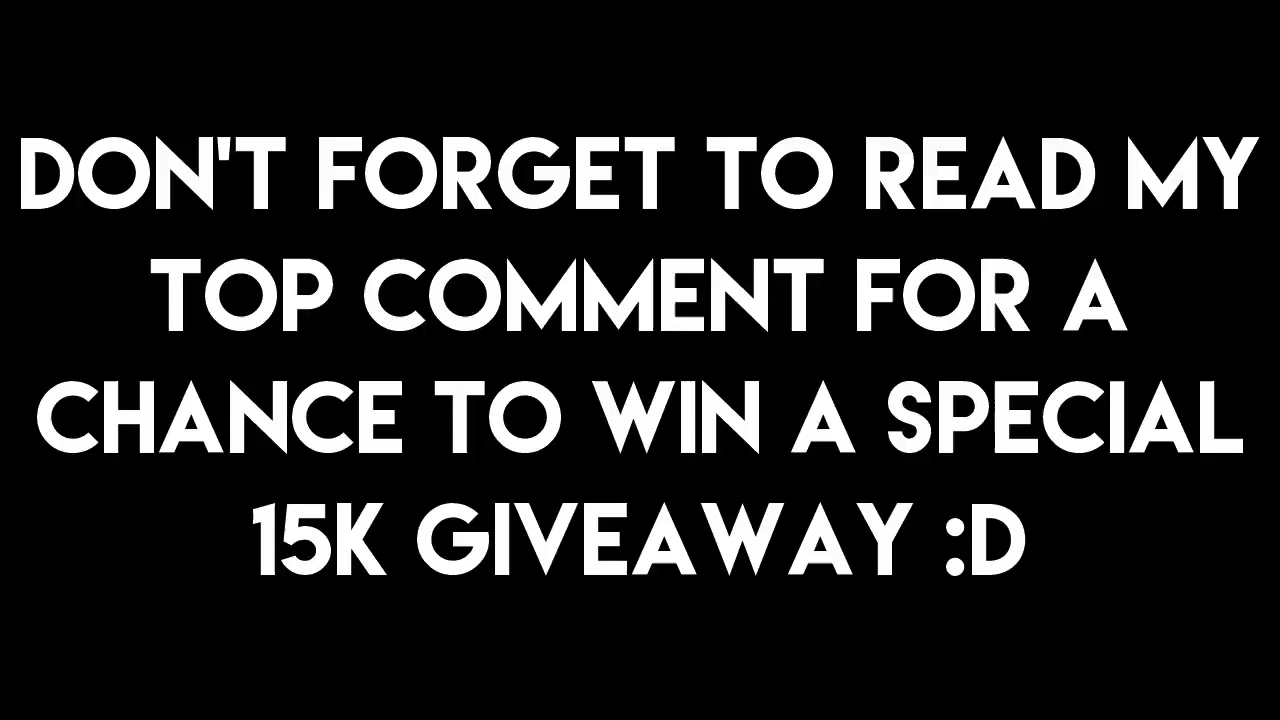 DON'T FORGET TO READ MY
TOP COMMENT FOR A
CHANCE TO WIN A SPECIAL
15K GIVEAWAY :D